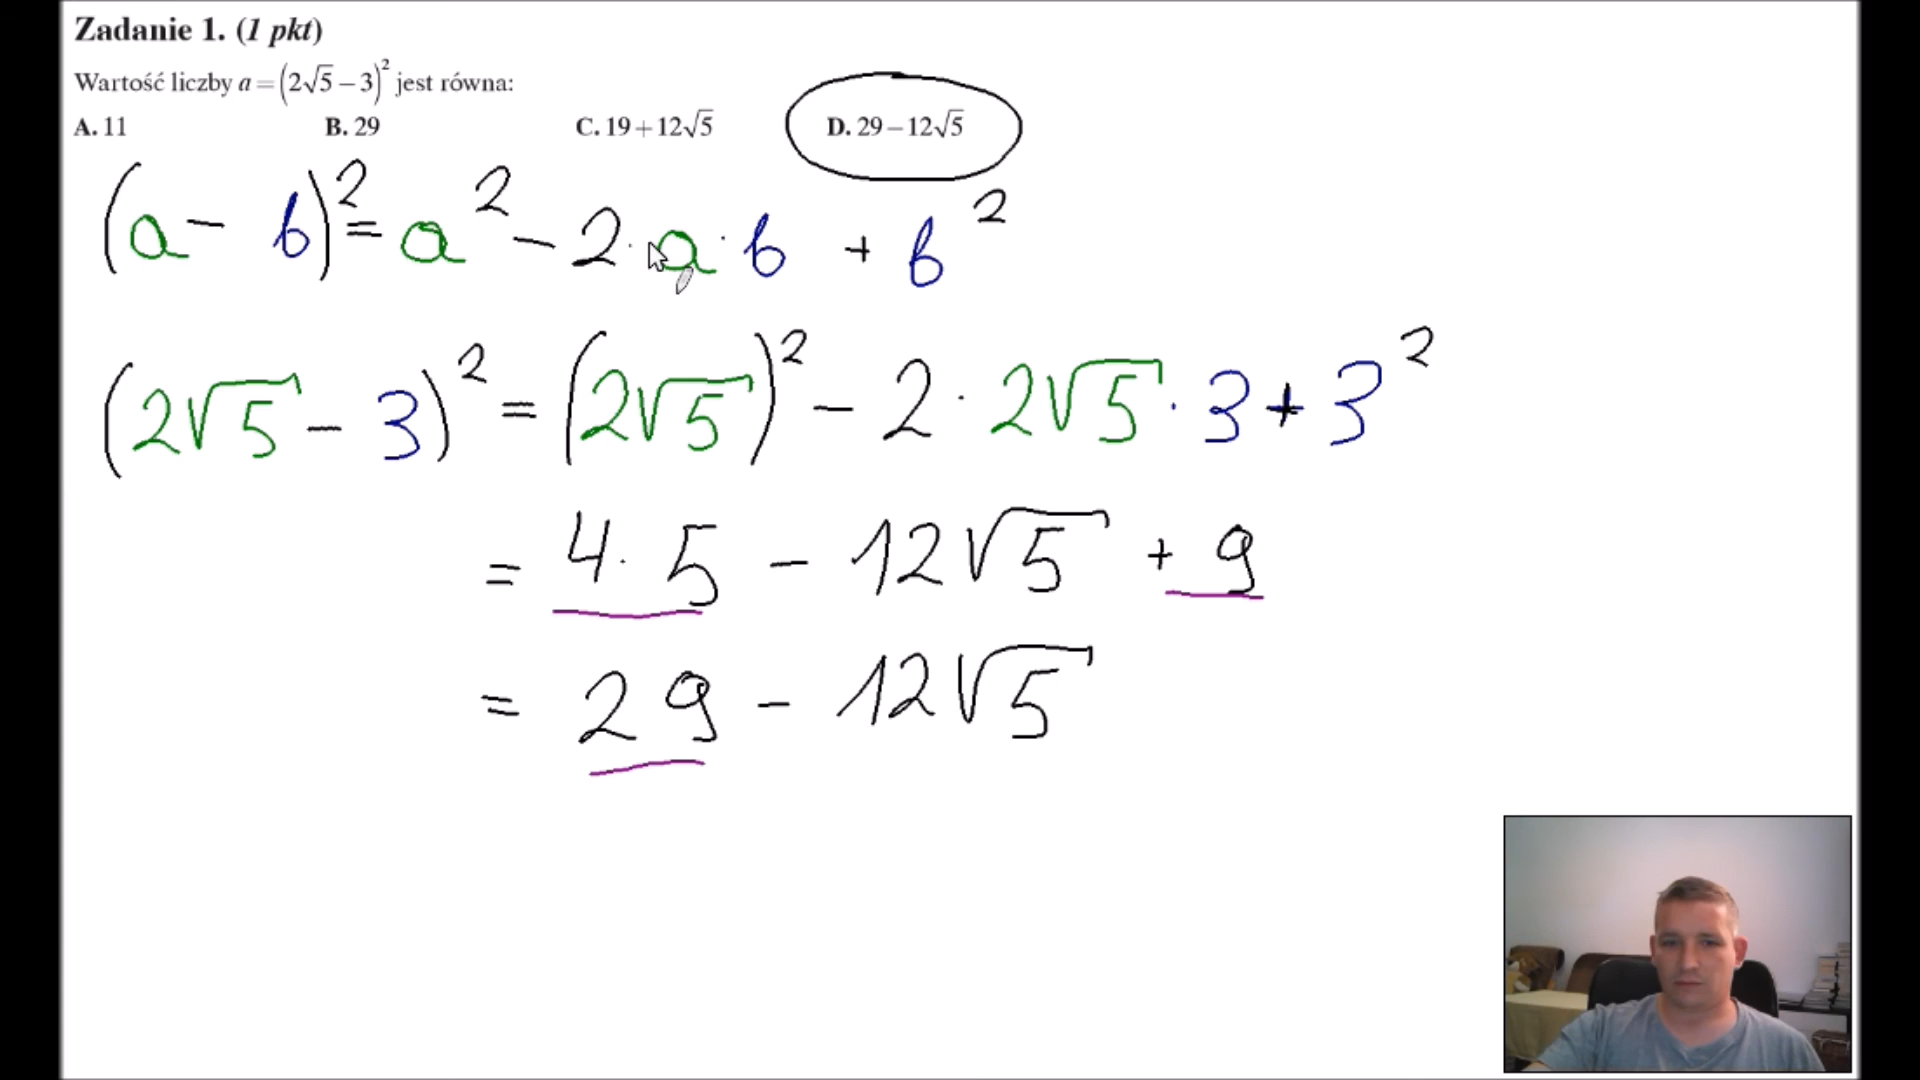 Zadanie 1. (1 pkt)
Wartość liczby a = (2√5 − 3)² jest równa:
A. 11 B. 29 C. 19 + 12√5 D. 29 − 12√5
(a − b)² = a² − 2·a·b + b²
(2√5 − 3)² = (2√5)² − 2·2√5·3 + 3²
= 4·5 − 12√5 + 9
= 29 − 12√5